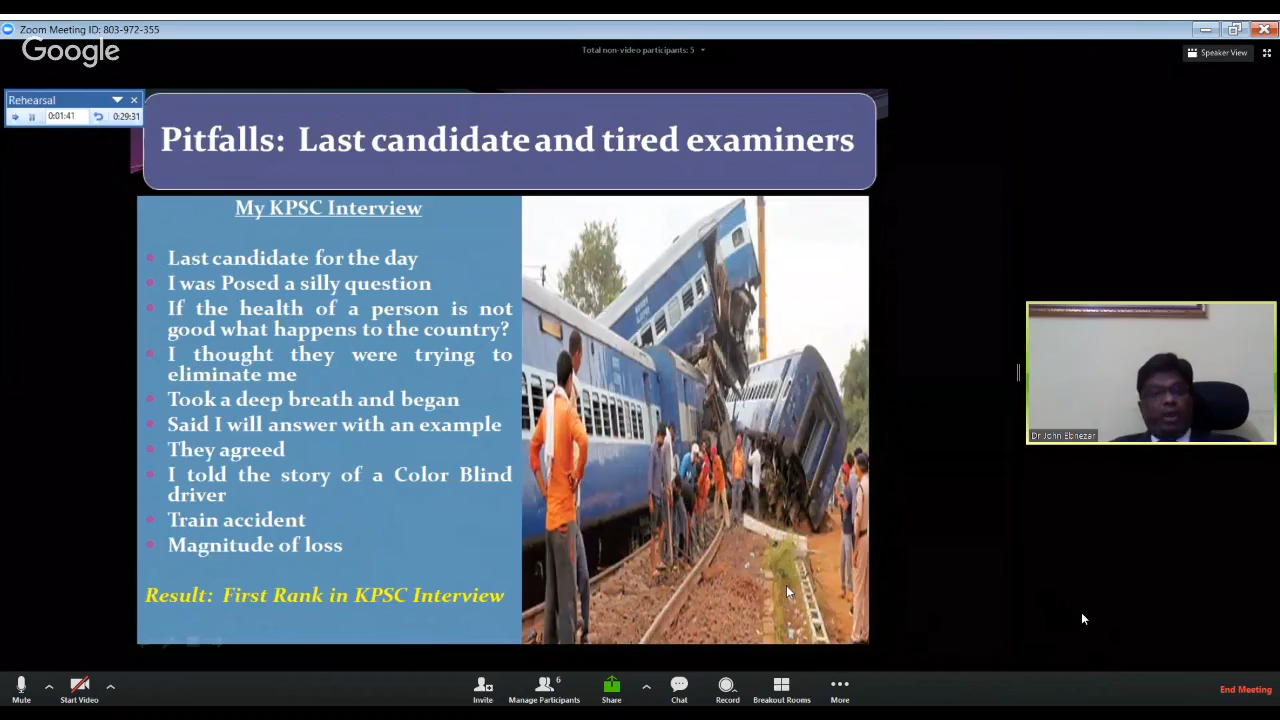 Zoom Meeting ID: 803-972-355
Google
Total non-video participants: 5
Speaker View
Rehearsal
0:01:41
0:29:31
Pitfalls: Last candidate and tired examiners
My KPSC Interview
Last candidate for the day
I was Posed a silly question
If the health of a person is not
good what happens to the country?
I thought they were trying to
eliminate me
Took a deep breath and began
Said I will answer with an example
They agreed
I told the story of a Color Blind
driver
Train accident
Magnitude of loss
Result: First Rank in KPSC Interview
Dr John Ebnezar
Mute
Start Video
Invite
6
Manage Participants
Share
Chat
Record
Breakout Rooms
More
End Meeting